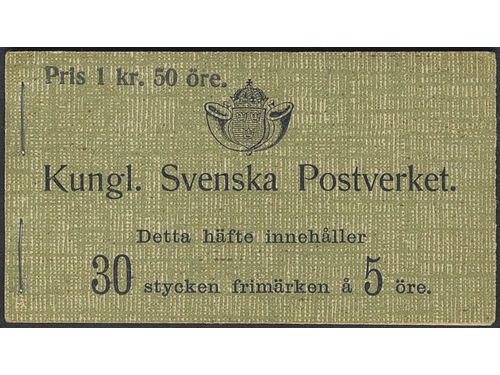 Pris 1 kr. 50 öre.
Kungl. Svenska Postverket.
Detta häfte innehåller
30 stycken frimärken å 5 öre.